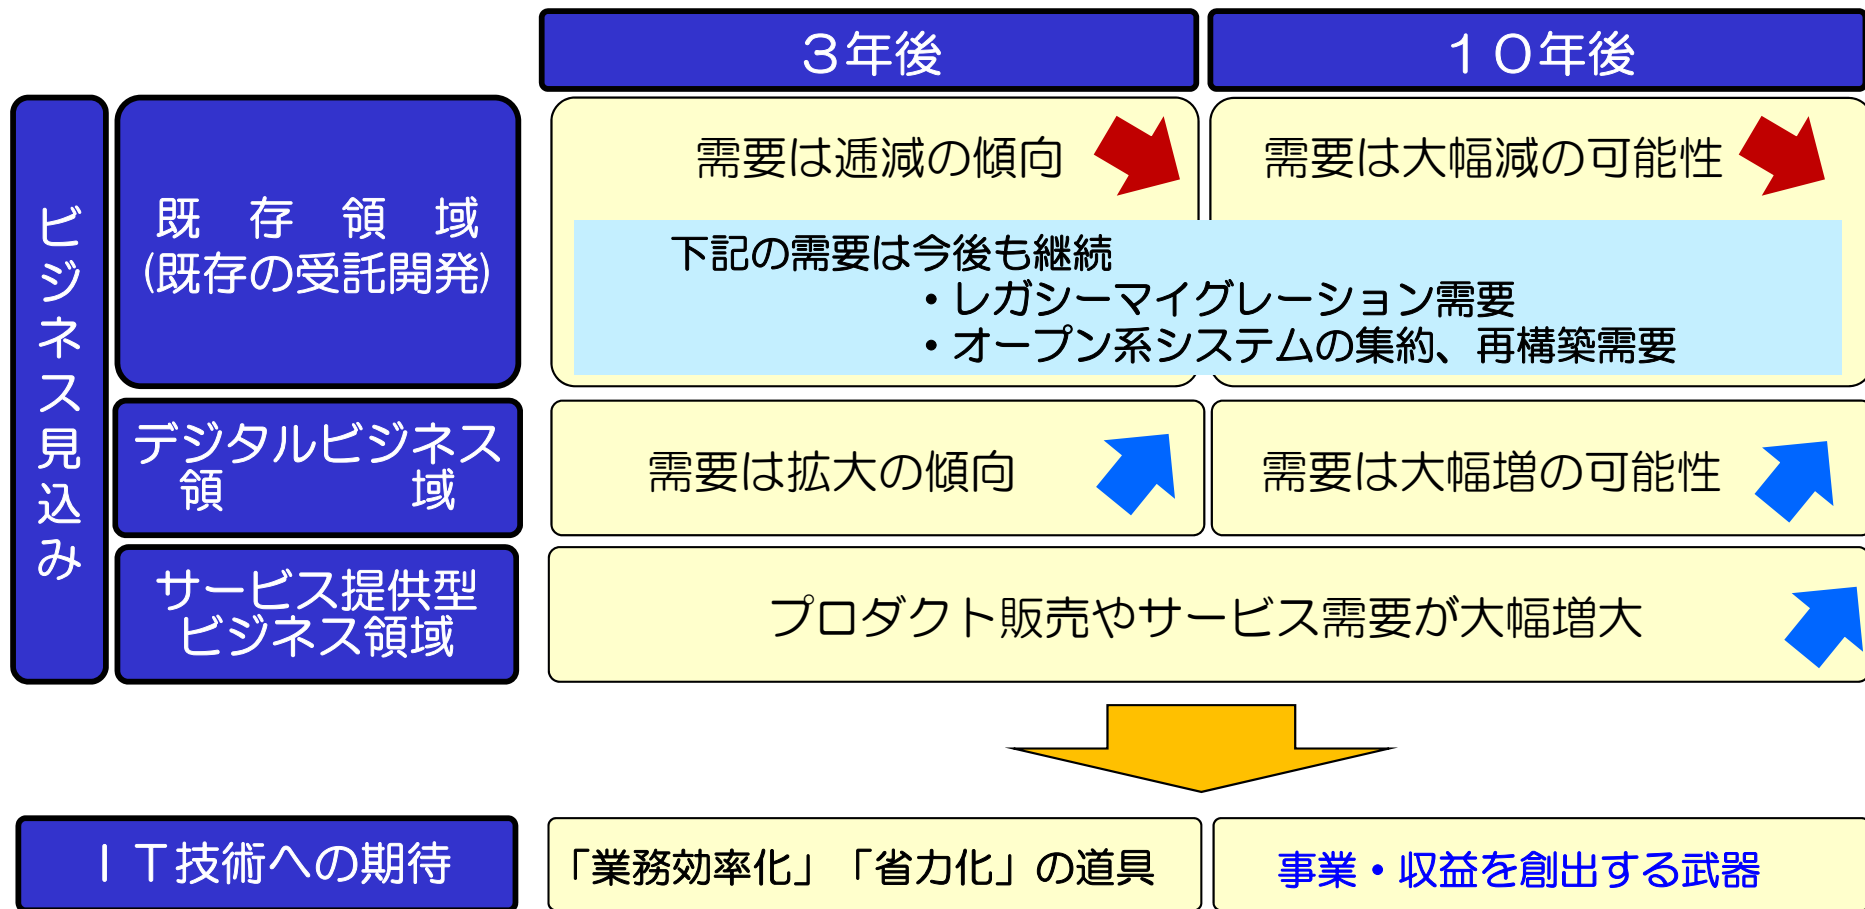 ３年後
１０年後
ビジネス見込み
既　存　領　域
(既存の受託開発)
需要は逓減の傾向
需要は大幅減の可能性
下記の需要は今後も継続
・レガシーマイグレーション需要
・オープン系システムの集約、再構築需要
デジタルビジネス
領　　　　域
需要は拡大の傾向
需要は大幅増の可能性
サービス提供型
ビジネス領域
プロダクト販売やサービス需要が大幅増大
ＩＴ技術への期待
「業務効率化」「省力化」の道具
事業・収益を創出する武器